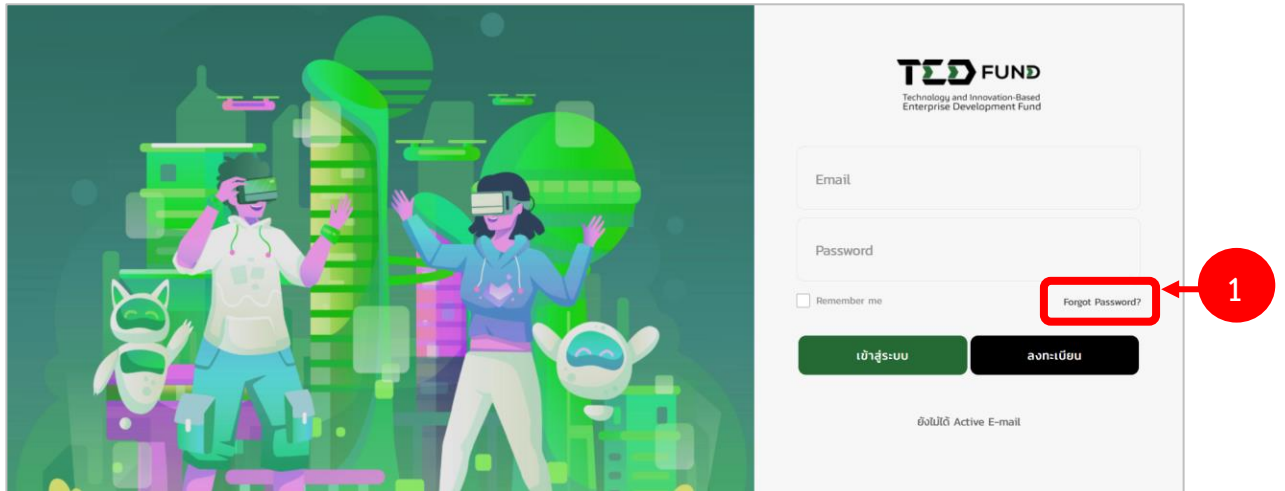 TED FUND
Technology and Innovation-Based
Enterprise Development Fund
Email
Password
Remember me
Forgot Password?
1
เข้าสู่ระบบ
ลงทะเบียน
ยังไม่ได้ Active E-mail